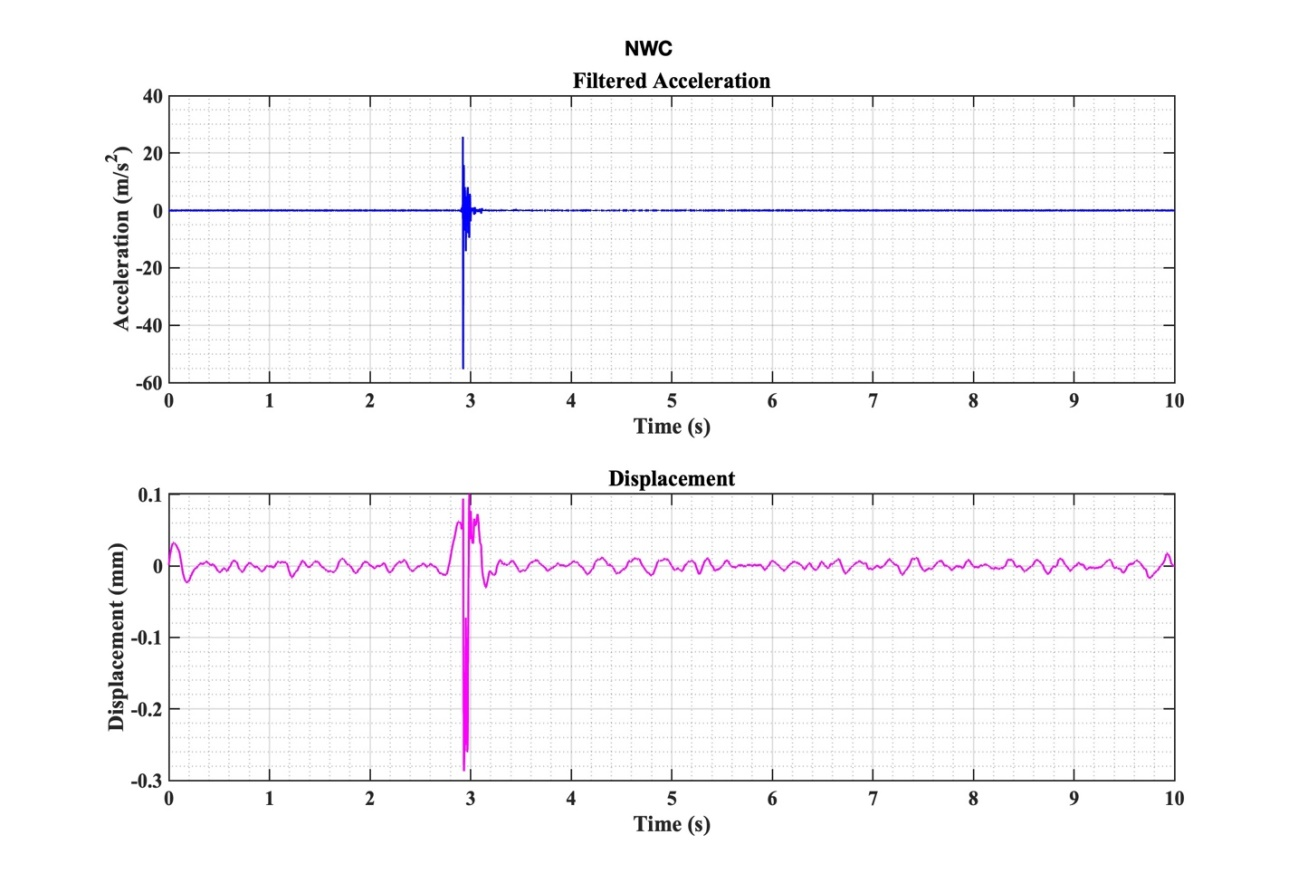 NWC
Filtered Acceleration
40
20
0
-20
-40
-60
Acceleration (m/s²)
0 1 2 3 4 5 6 7 8 9 10
Time (s)
Displacement
0.1
0
-0.1
-0.2
-0.3
Displacement (mm)
0 1 2 3 4 5 6 7 8 9 10
Time (s)